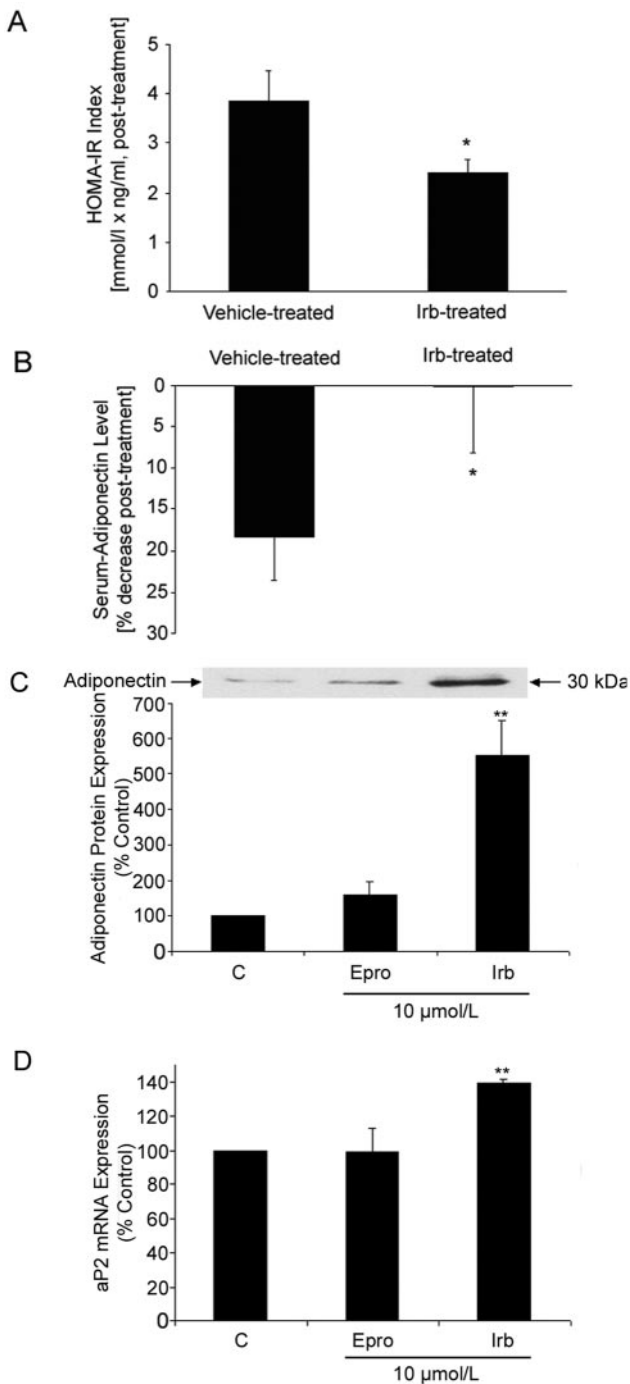 A
HOMA-IR Index
[mmol/l x ng/ml, post-treatment]
5
4
3
2
1
0
*
Vehicle-treated Irb-treated
B
Vehicle-treated Irb-treated
Serum-Adiponectin Level
[% decrease post-treatment]
0
5
10
15
20
25
30
*
C
Adiponectin 30 kDa
Adiponectin Protein Expression
(% Control)
700
600
500
400
200
100
0
**
C Epro Irb
10 µmol/L
D
aP2 mRNA Expression
(% Control)
140
120
100
80
60
40
20
0
**
C Epro Irb
10 µmol/L